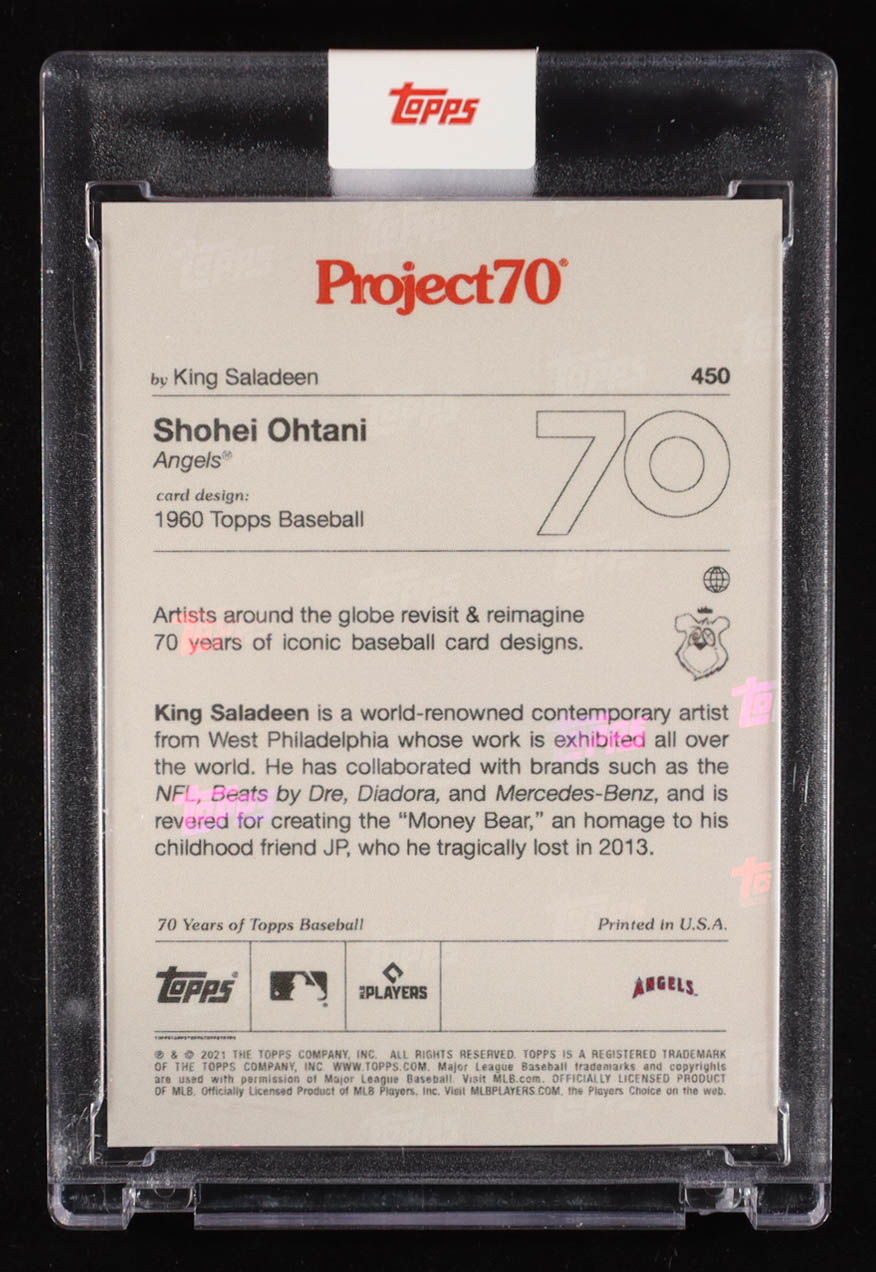 TOPPS
Project70®
by King Saladeen 450
Shohei Ohtani
Angels®
card design:
1960 Topps Baseball
70
Artists around the globe revisit & reimagine
70 years of iconic baseball card designs.
King Saladeen is a world-renowned contemporary artist
from West Philadelphia whose work is exhibited all over
the world. He has collaborated with brands such as the
NFL, Beats by Dre, Diadora, and Mercedes-Benz, and is
revered for creating the “Money Bear,” an homage to his
childhood friend JP, who he tragically lost in 2013.
70 Years of Topps Baseball Printed in U.S.A.
TOPPS® PLAYERS ANGELS
® & © 2021 THE TOPPS COMPANY, INC. ALL RIGHTS RESERVED. TOPPS IS A REGISTERED TRADEMARK
OF THE TOPPS COMPANY, INC. WWW.TOPPS.COM. Major League Baseball trademarks and copyrights
are used with permission of Major League Baseball. Visit MLB.com. OFFICIALLY LICENSED PRODUCT
OF MLB. Officially Licensed Product of MLB Players, Inc. Visit MLBPLAYERS.COM, the Players Choice on the web.